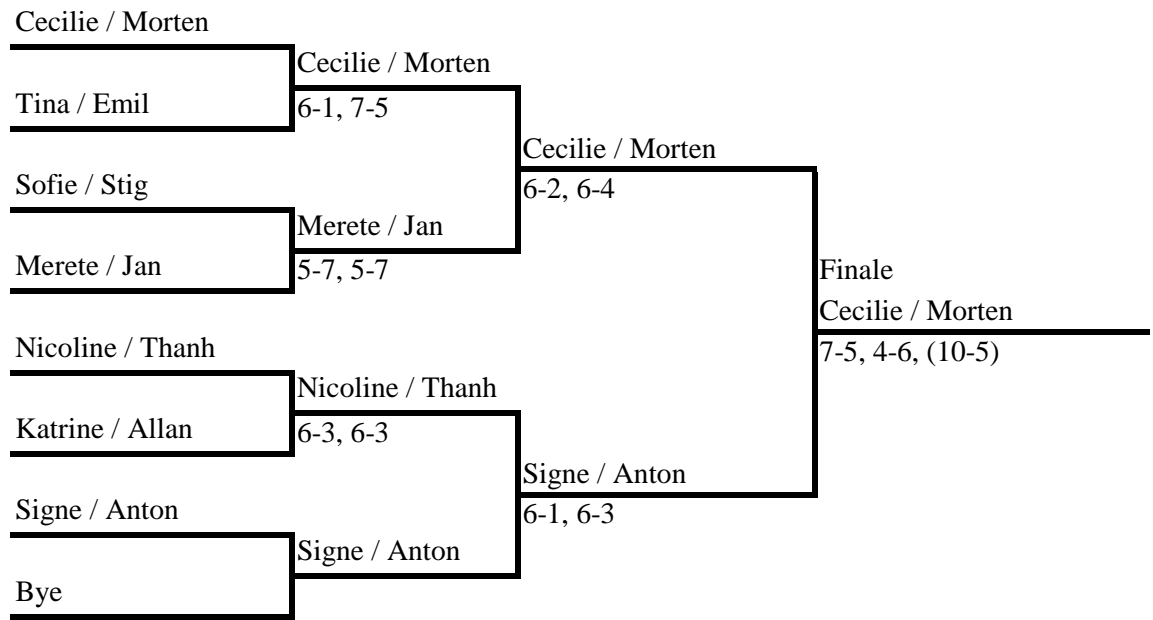 Cecilie / Morten
Cecilie / Morten
Tina / Emil
6-1, 7-5
Cecilie / Morten
Sofie / Stig
6-2, 6-4
Merete / Jan
Merete / Jan
5-7, 5-7
Finale
Cecilie / Morten
Nicoline / Thanh
7-5, 4-6, (10-5)
Nicoline / Thanh
Katrine / Allan
6-3, 6-3
Signe / Anton
Signe / Anton
6-1, 6-3
Signe / Anton
Bye